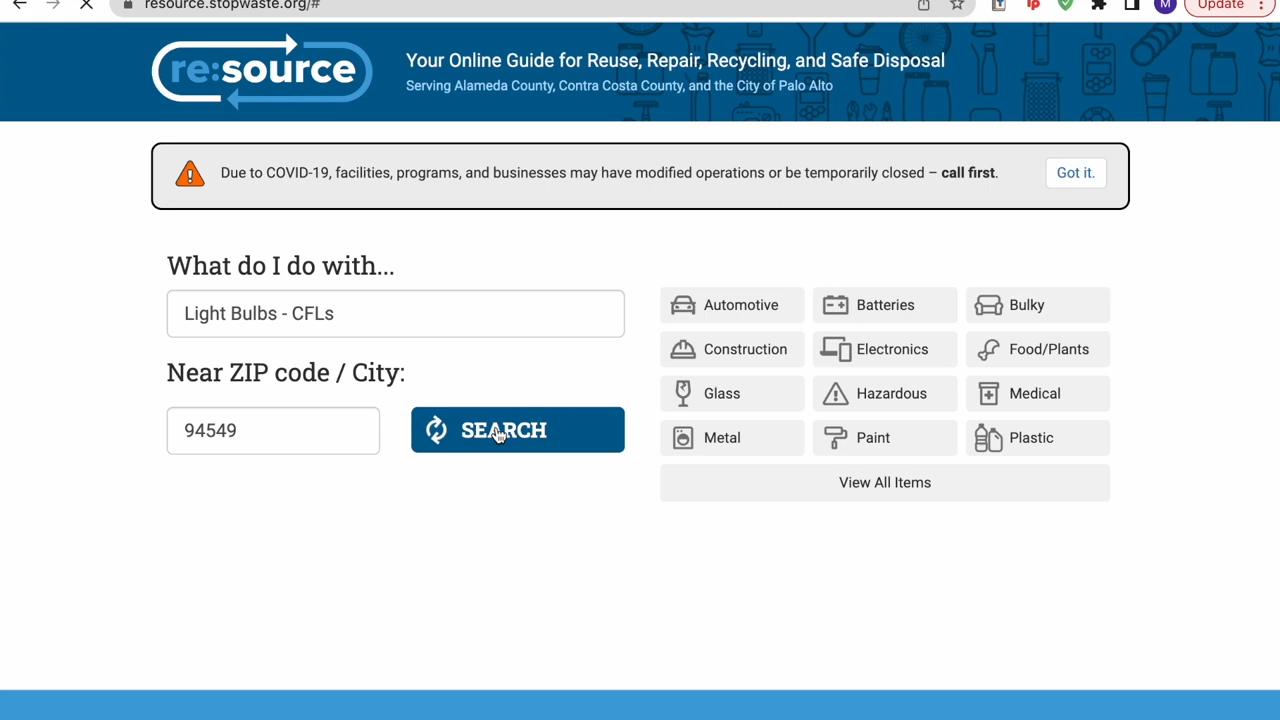 resource.stopwaste.org/#
M
Update
re:source
Your Online Guide for Reuse, Repair, Recycling, and Safe Disposal
Serving Alameda County, Contra Costa County, and the City of Palo Alto
Due to COVID-19, facilities, programs, and businesses may have modified operations or be temporarily closed – call first.
Got it.
What do I do with...
Light Bulbs - CFLs
Near ZIP code / City:
94549
SEARCH
Automotive
Batteries
Bulky
Construction
Electronics
Food/Plants
Glass
Hazardous
Medical
Metal
Paint
Plastic
View All Items